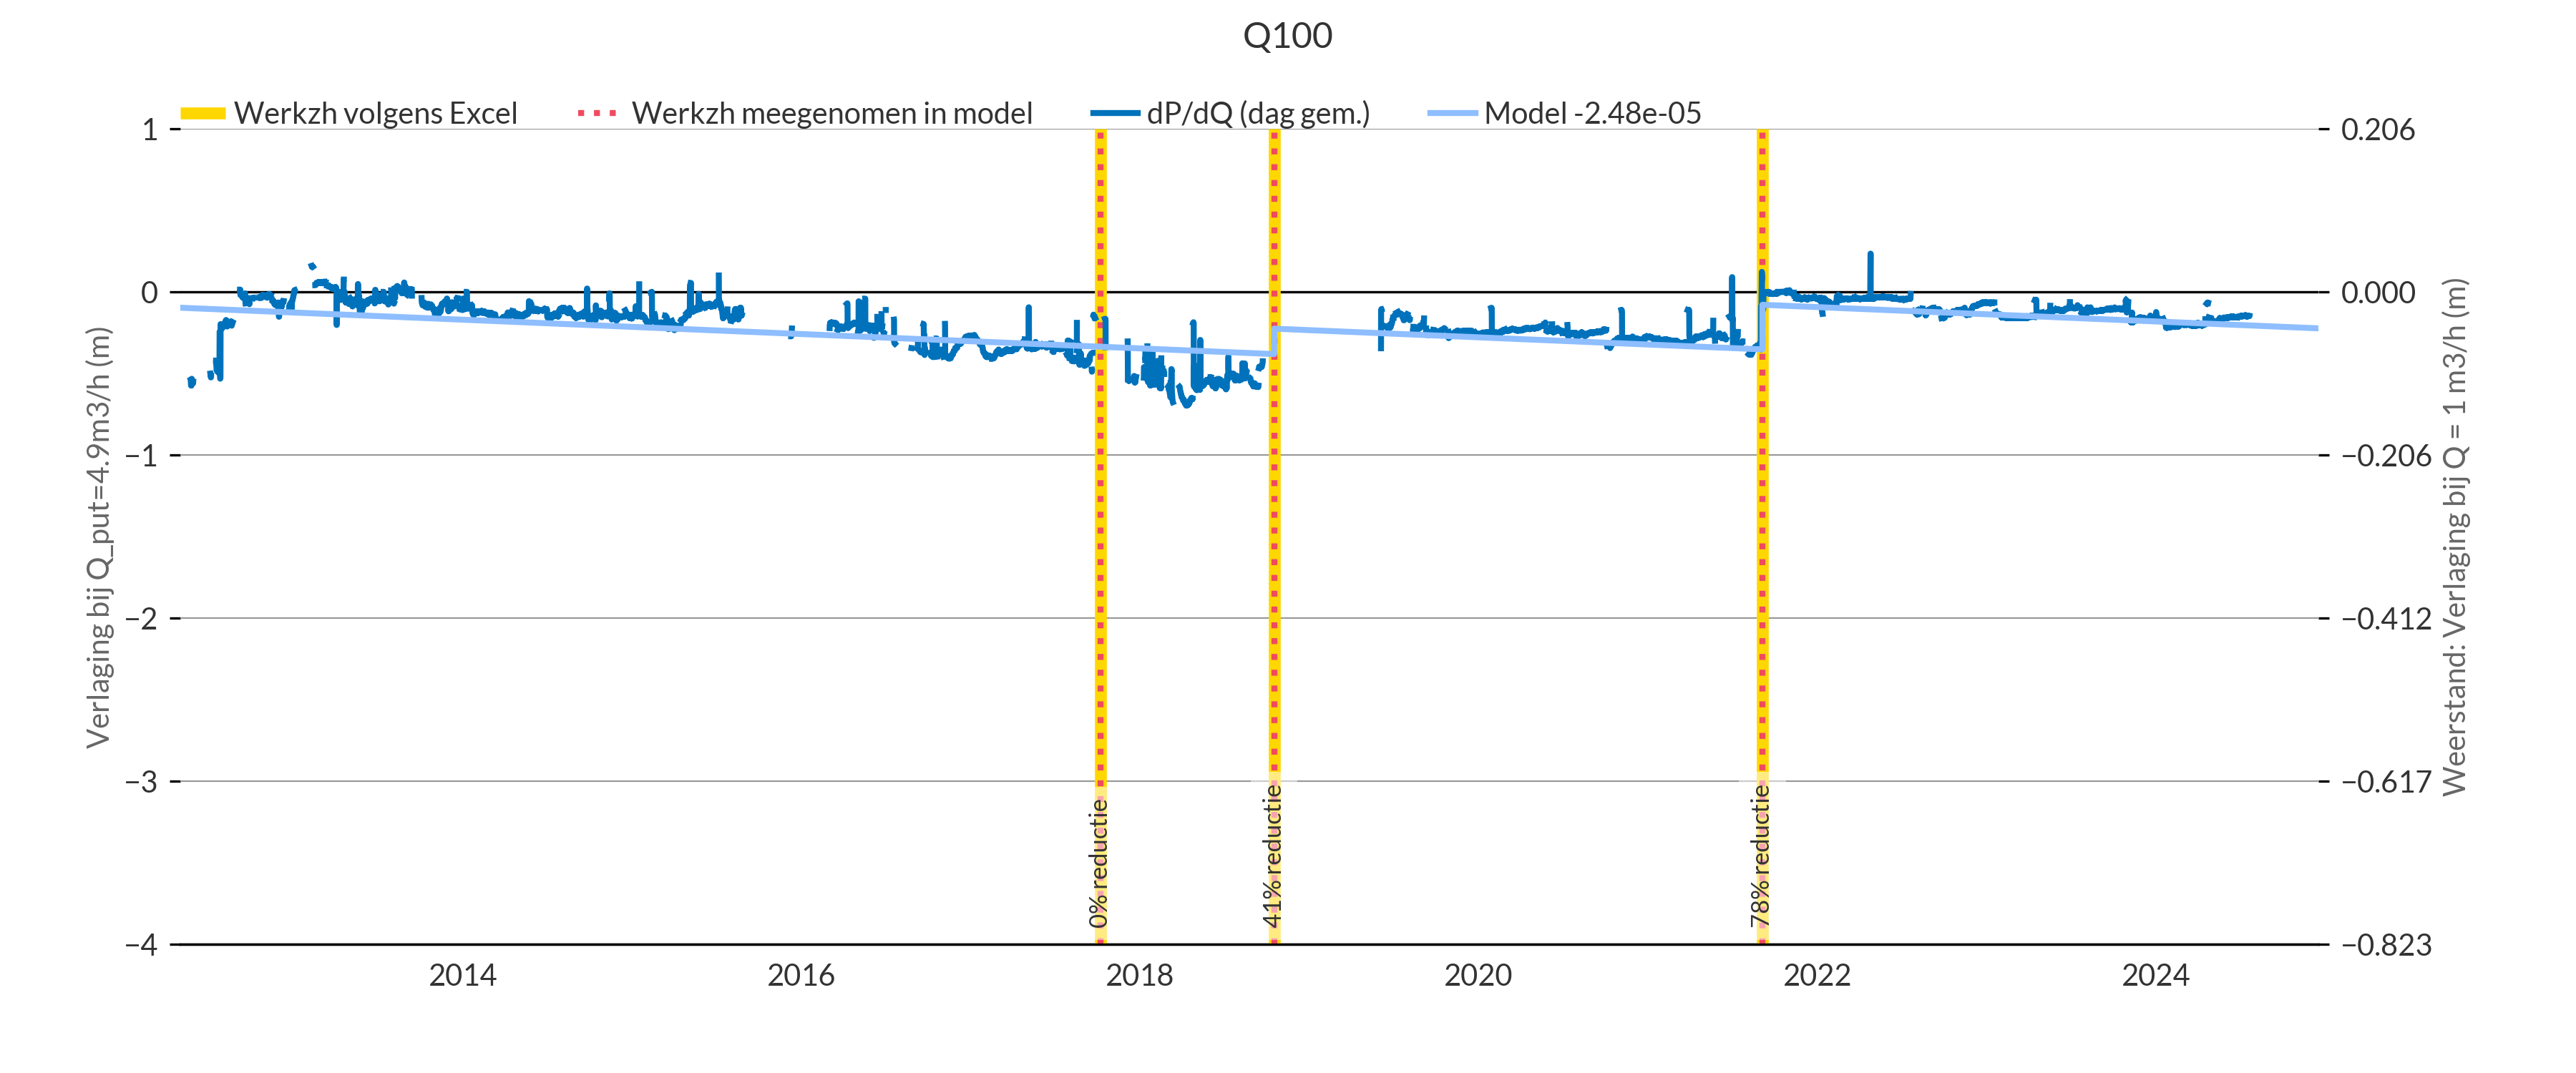 Q100
Werkzh volgens Excel
Werkzh meegenomen in model
dP/dQ (dag gem.)
Model -2.48e-05
1
0
−1
−2
−3
−4
Verlaging bij Q_put=4.9m3/h (m)
0.206
0.000
−0.206
−0.412
−0.617
−0.823
Weerstand: Verlaging bij Q = 1 m3/h (m)
0% reductie
41% reductie
78% reductie
2014
2016
2018
2020
2022
2024